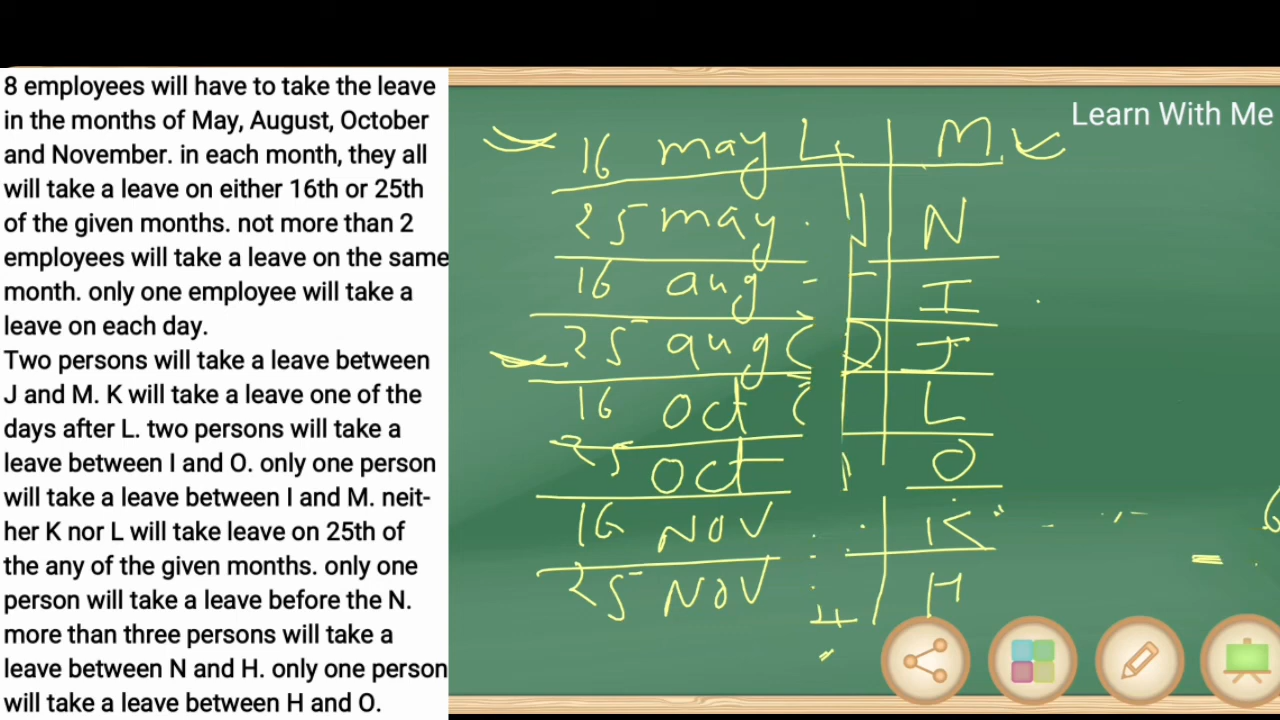 8 employees will have to take the leave
in the months of May, August, October
and November. in each month, they all
will take a leave on either 16th or 25th
of the given months. not more than 2
employees will take a leave on the same
month. only one employee will take a
leave on each day.
Two persons will take a leave between
J and M. K will take a leave one of the
days after L. two persons will take a
leave between I and O. only one person
will take a leave between I and M. neit-
her K nor L will take leave on 25th of
the any of the given months. only one
person will take a leave before the N.
more than three persons will take a
leave between N and H. only one person
will take a leave between H and O.
Learn With Me
16 may L M
25 may N
16 aug - I
25 aug J
16 oct L
25 oct O
16 NOV K
25 NOV H